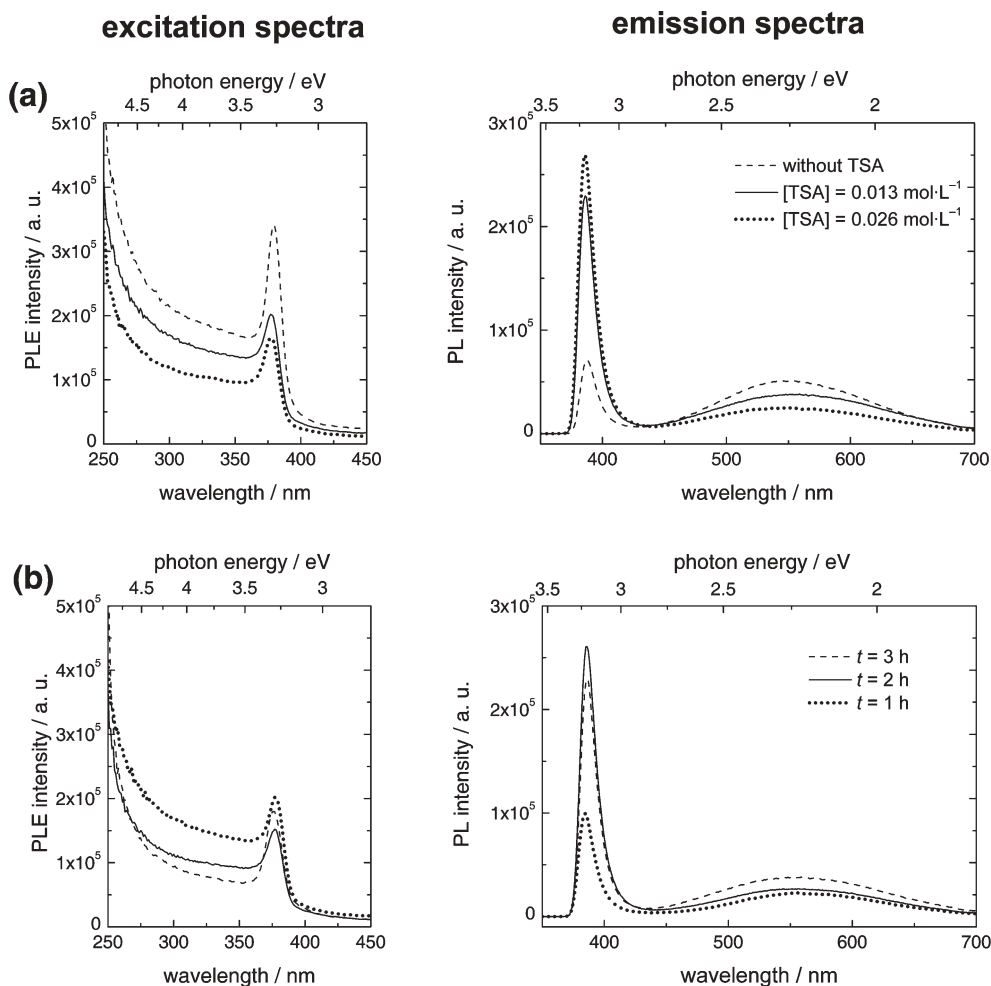 excitation spectra
emission spectra
(a)
photon energy / eV
4.5 4 3.5 3
5x10⁵
4x10⁵
3x10⁵
2x10⁵
1x10⁵
0
PLE intensity / a. u.
250 300 350 400 450
wavelength / nm
photon energy / eV
3.5 3 2.5 2
3x10⁵
2x10⁵
1x10⁵
0
PL intensity / a. u.
without TSA
[TSA] = 0.013 mol·L⁻¹
[TSA] = 0.026 mol·L⁻¹
400 500 600 700
wavelength / nm
(b)
photon energy / eV
4.5 4 3.5 3
5x10⁵
4x10⁵
3x10⁵
2x10⁵
1x10⁵
0
PLE intensity / a. u.
250 300 350 400 450
wavelength / nm
photon energy / eV
3.5 3 2.5 2
3x10⁵
2x10⁵
1x10⁵
0
PL intensity / a. u.
t = 3 h
t = 2 h
t = 1 h
400 500 600 700
wavelength / nm